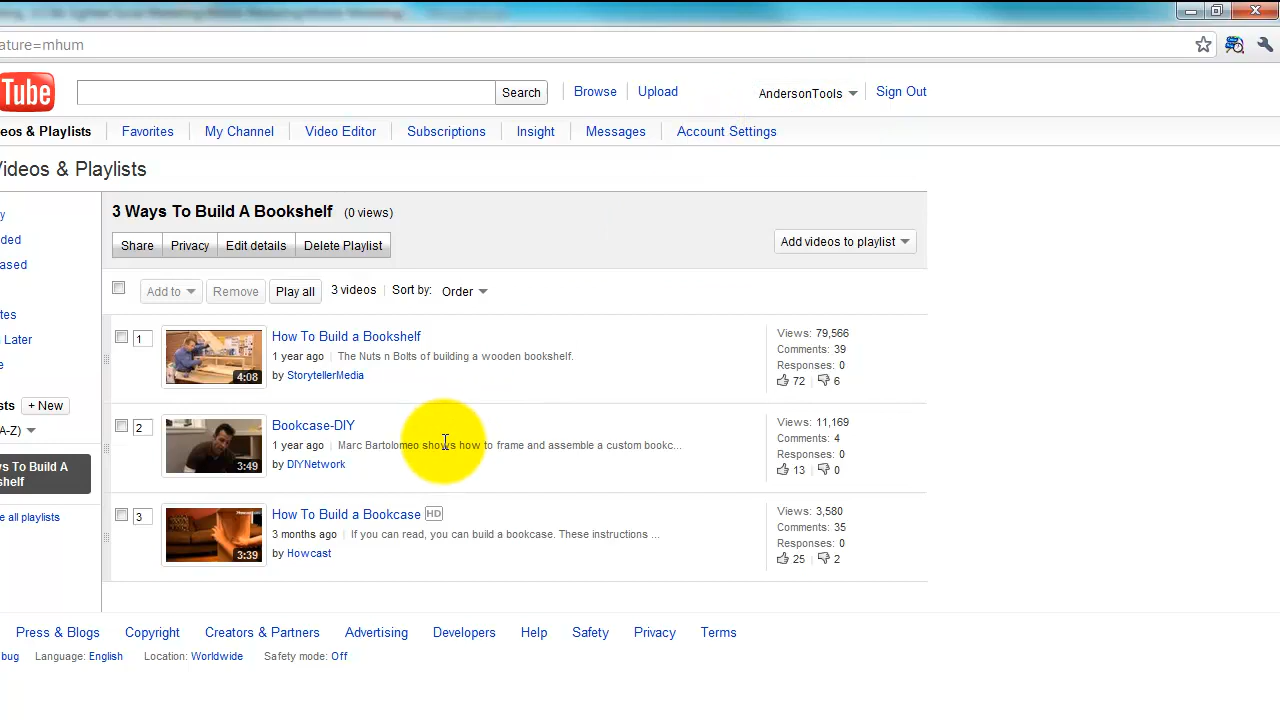 ature=mhum
Tube Search Browse Upload AndersonTools Sign Out
eos & Playlists Favorites My Channel Video Editor Subscriptions Insight Messages Account Settings
Videos & Playlists
3 Ways To Build A Bookshelf (0 views)
Share Privacy Edit details Delete Playlist Add videos to playlist
Add to Remove Play all 3 videos Sort by: Order
1 How To Build a Bookshelf
1 year ago The Nuts n Bolts of building a wooden bookshelf.
by StorytellerMedia
4:08
Views: 79,566
Comments: 39
Responses: 0
72 6
2 Bookcase-DIY
1 year ago Marc Bartolomeo shows how to frame and assemble a custom bookc...
by DIYNetwork
3:49
Views: 11,169
Comments: 4
Responses: 0
13 0
3 How To Build a Bookcase HD
3 months ago If you can read, you can build a bookcase. These instructions ...
by Howcast
3:39
Views: 3,580
Comments: 35
Responses: 0
25 2
y
ded
ased
tes
n Later
e
sts + New
A-Z)
ys To Build A
shelf
e all playlists
Press & Blogs Copyright Creators & Partners Advertising Developers Help Safety Privacy Terms
bug Language: English Location: Worldwide Safety mode: Off